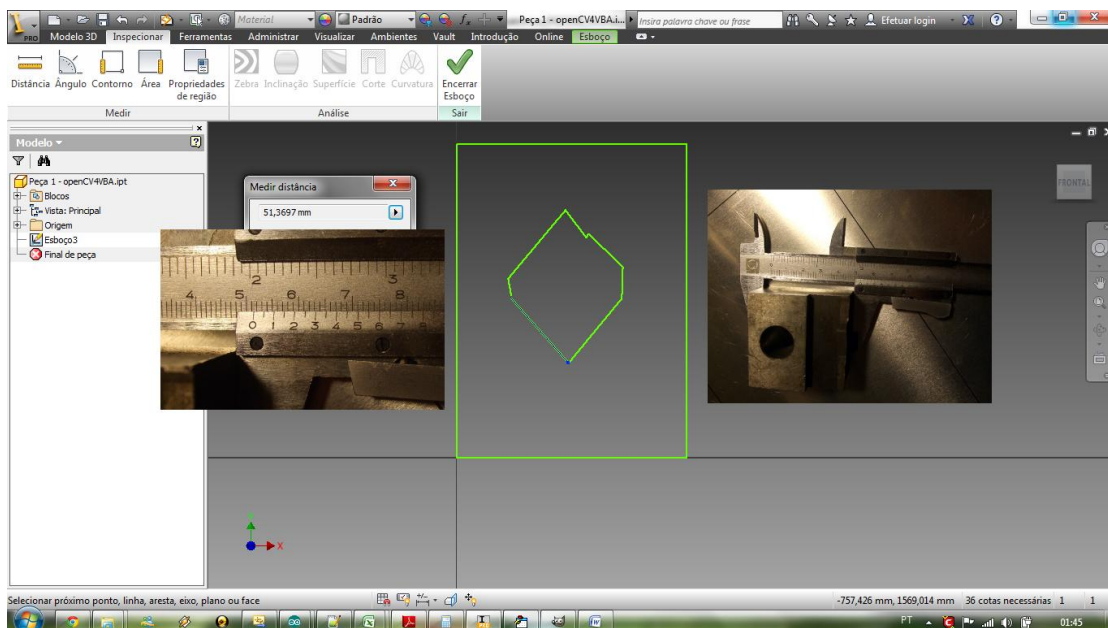 PRO
Material
Padrão
Peça 1 - openCV4VBA.i...
Insira palavra chave ou frase
Efetuar login
Modelo 3D Inspecionar Ferramentas Administrar Visualizar Ambientes Vault Introdução Online Esboço
Distância Ângulo Contorno Área Propriedades de região Zebra Inclinação Superfície Corte Curvatura Encerrar Esboço
Medir Análise Sair
Modelo
Peça 1 - openCV4VBA.ipt
Blocos
Vista: Principal
Origem
Esboço3
Final de peça
Medir distância
51,3697 mm
2 3
4 5 6 7 8
0 1 2 3 4 5 6 7 8
FRONTAL
X
Selecionar próximo ponto, linha, aresta, eixo, plano ou face
-757,426 mm, 1569,014 mm 36 cotas necessárias 1 1
PT 01:45